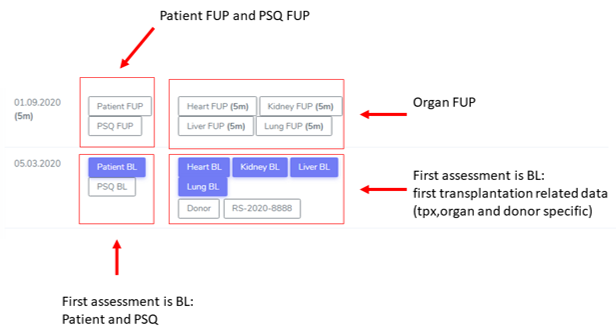 Patient FUP and PSQ FUP
01.09.2020
(5m)
Patient FUP
PSQ FUP
Heart FUP (5m) Kidney FUP (5m)
Liver FUP (5m) Lung FUP (5m)
Organ FUP
05.03.2020
Patient BL
PSQ BL
Heart BL Kidney BL Liver BL
Lung BL
Donor RS-2020-8888
First assessment is BL:
first transplantation related data
(tpx,organ and donor specific)
First assessment is BL:
Patient and PSQ